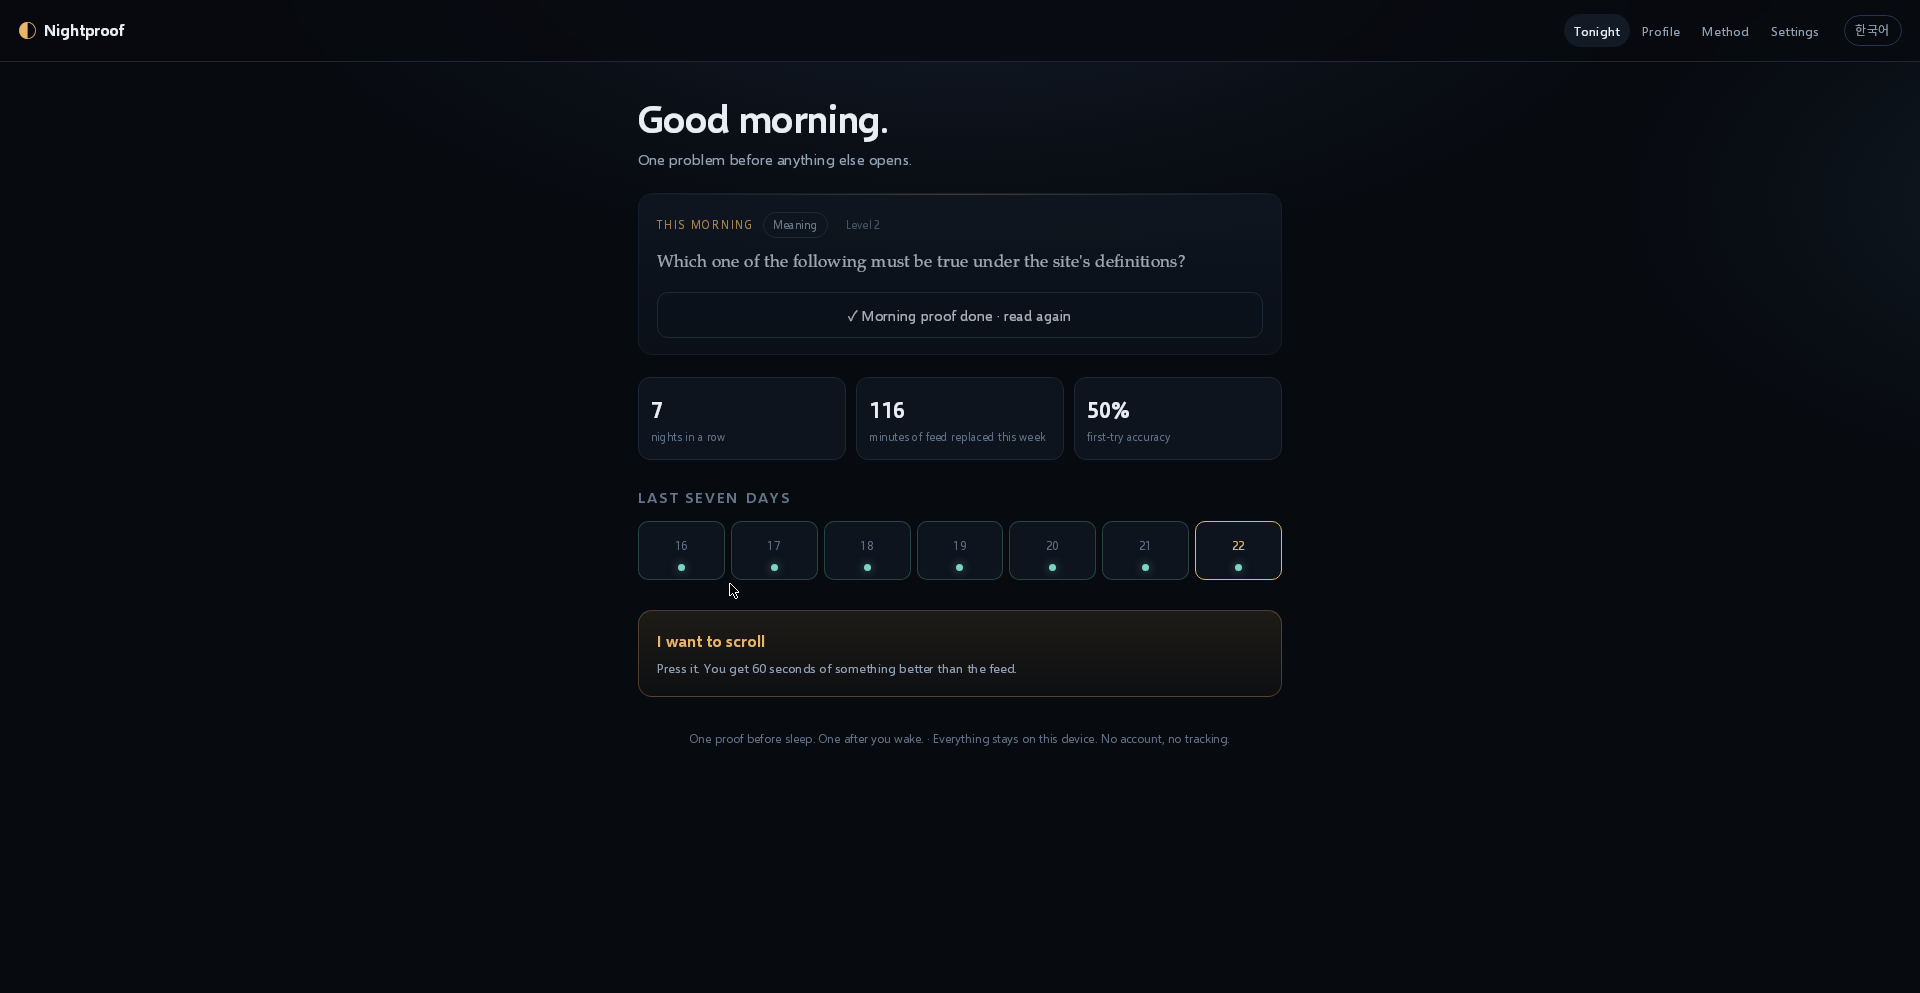 Nightproof
Tonight
Profile
Method
Settings
한국어
Good morning.
One problem before anything else opens.
THIS MORNING
Meaning
Level 2
Which one of the following must be true under the site's definitions?
✓ Morning proof done · read again
7
nights in a row
116
minutes of feed replaced this week
50%
first-try accuracy
LAST SEVEN DAYS
16
17
18
19
20
21
22
I want to scroll
Press it. You get 60 seconds of something better than the feed.
One proof before sleep. One after you wake. · Everything stays on this device. No account, no tracking.